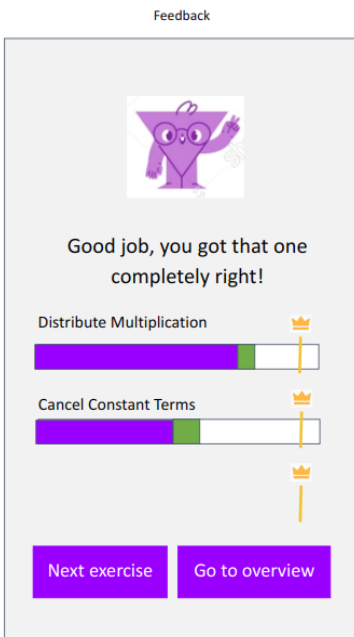 Feedback
Good job, you got that one
completely right!
Distribute Multiplication
Cancel Constant Terms
Next exercise
Go to overview